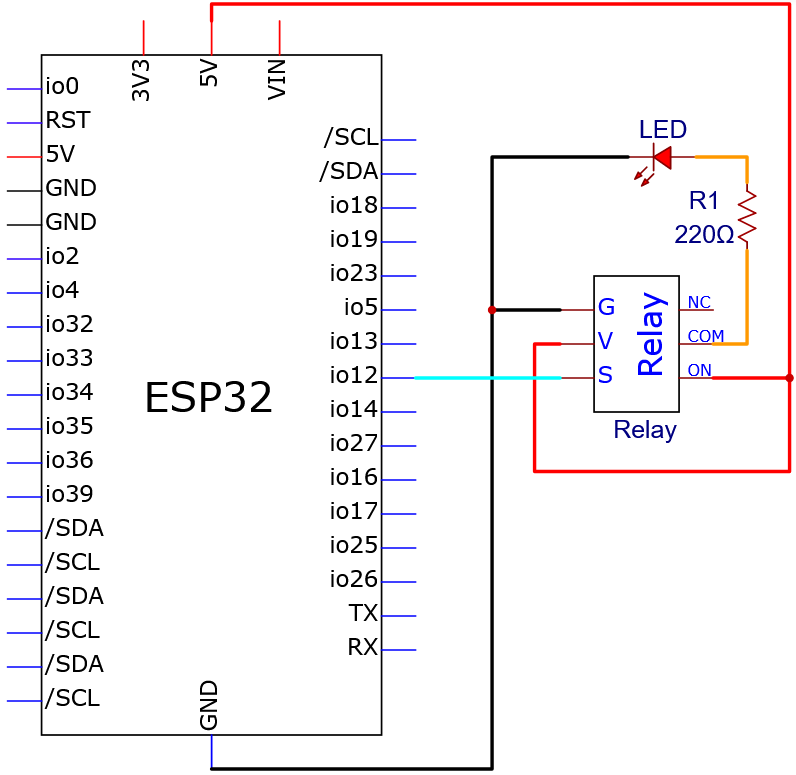 3V3
5V
VIN
io0
RST
5V
GND
GND
io2
io4
io32
io33
io34
io35
io36
io39
/SDA
/SCL
/SDA
/SCL
/SDA
/SCL
ESP32
/SCL
/SDA
io18
io19
io23
io5
io13
io12
io14
io27
io16
io17
io25
io26
TX
RX
GND
LED
R1
220Ω
G
V
S
Relay
NC
COM
ON
Relay